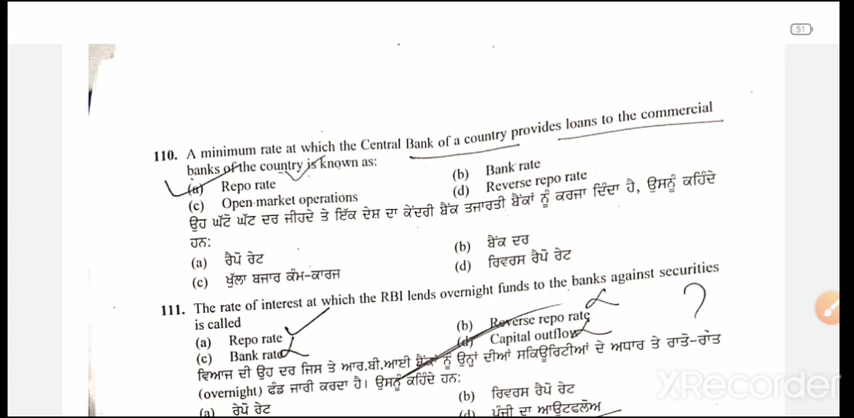 51
110. A minimum rate at which the Central Bank of a country provides loans to the commercial
banks of the country is known as:
(a) Repo rate
(b) Bank rate
(c) Open market operations
(d) Reverse repo rate
ਉਹ ਘੱਟੋ ਘੱਟ ਦਰ ਜੀਹਦੇ ਤੇ ਇੱਕ ਦੇਸ਼ ਦਾ ਕੇਂਦਰੀ ਬੈਂਕ ਤਜਾਰਤੀ ਬੈਂਕਾਂ ਨੂੰ ਕਰਜਾ ਦਿੰਦਾ ਹੈ, ਉਸਨੂੰ ਕਹਿੰਦੇ
ਹਨ:
(a) ਰੈਪੋ ਰੇਟ
(b) ਬੈਂਕ ਦਰ
(c) ਖੁੱਲਾ ਬਜਾਰ ਕੰਮ-ਕਾਰਜ
(d) ਰਿਵਰਸ ਰੈਪੋ ਰੇਟ
111. The rate of interest at which the RBI lends overnight funds to the banks against securities
is called
(a) Repo rate
(b) Reverse repo rate
(c) Bank rate
(d) Capital outflow
?
ਵਿਆਜ ਦੀ ਉਹ ਦਰ ਜਿਸ ਤੇ ਆਰ.ਬੀ.ਆਈ ਬੈਂਕਾਂ ਨੂੰ ਉਨ੍ਹਾਂ ਦੀਆਂ ਸਕਿਊਰਿਟੀਆਂ ਦੇ ਅਧਾਰ ਤੇ ਰਾਤੋ-ਰਾਤ
(overnight) ਫੰਡ ਜਾਰੀ ਕਰਦਾ ਹੈ। ਉਸਨੂੰ ਕਹਿੰਦੇ ਹਨ:
(a) ਰੇਪੋ ਰੇਟ
(b) ਰਿਵਰਸ ਰੈਪੋ ਰੇਟ
(d) ਪੂੰਜੀ ਦਾ ਆਊਟਫਲੋਅ
XRecorder